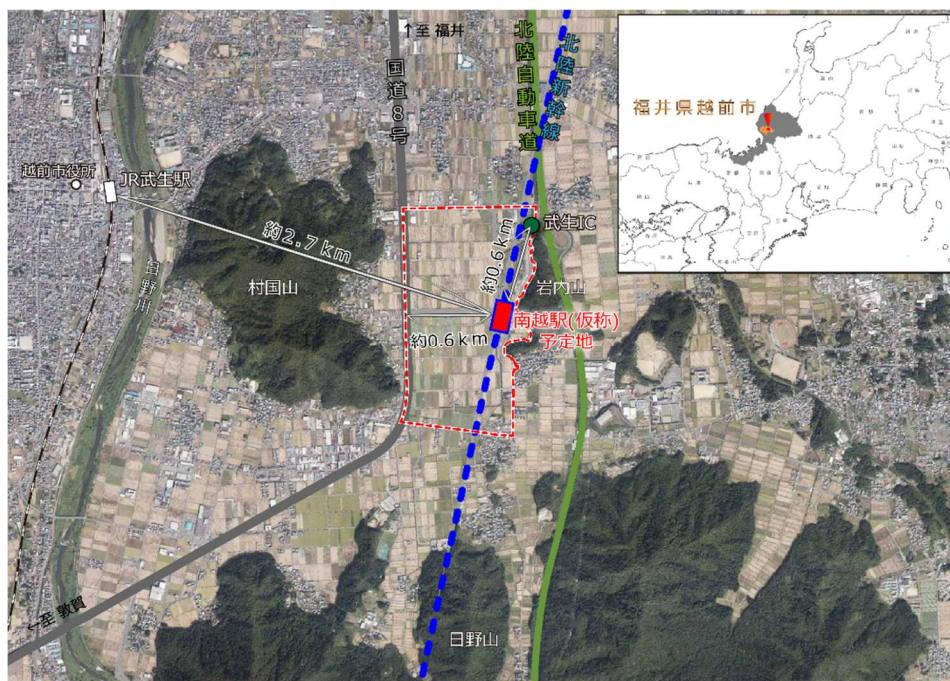 ↑至 福井
国道8号
北陸自動車道
北陸新幹線
福井県越前市
越前市役所
JR武生駅
約2.7km
村国山
日野川
武生IC
約0.6km
岩内山
南越駅(仮称)
予定地
約0.6km
日野山
←至 敦賀